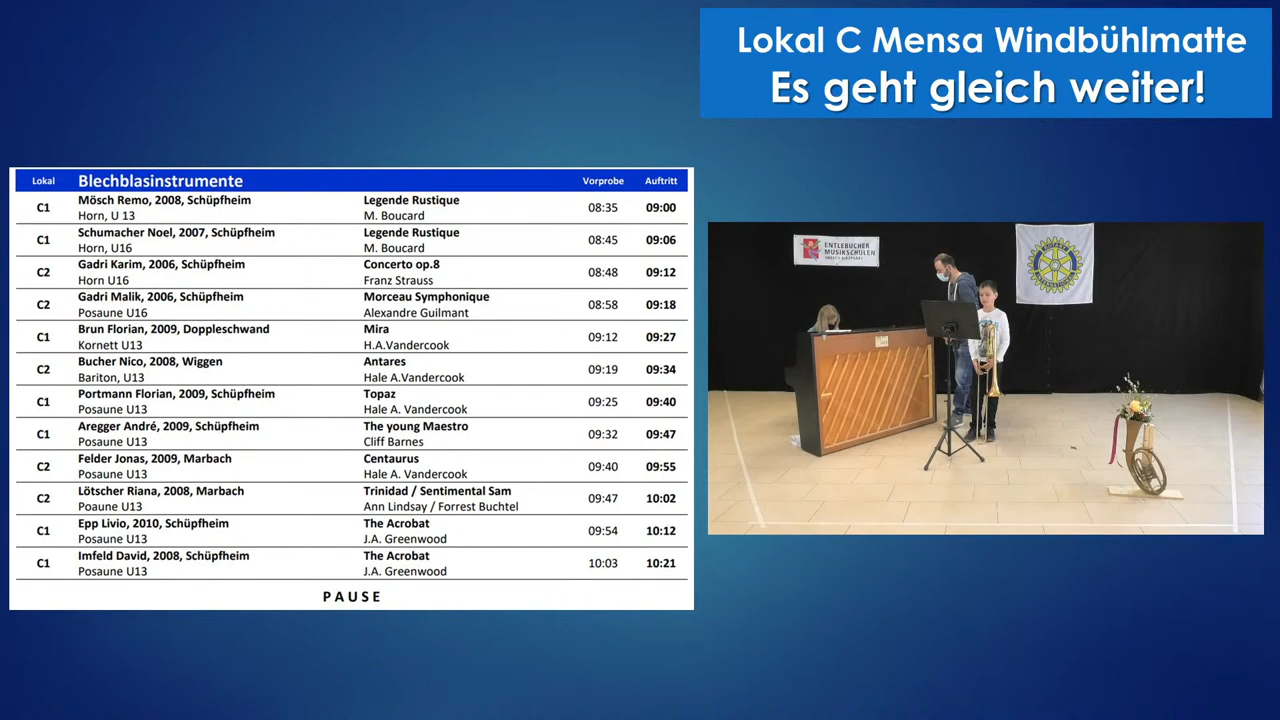 Lokal C Mensa Windbühlmatte
Es geht gleich weiter!
Lokal Blechblasinstrumente Vorprobe Auftritt
C1 Mösch Remo, 2008, Schüpfheim Legende Rustique 08:35 09:00
Horn, U 13 M. Boucard
C1 Schumacher Noel, 2007, Schüpfheim Legende Rustique 08:45 09:06
Horn, U16 M. Boucard
C2 Gadri Karim, 2006, Schüpfheim Concerto op.8 08:48 09:12
Horn U16 Franz Strauss
C2 Gadri Malik, 2006, Schüpfheim Morceau Symphonique 08:58 09:18
Posaune U16 Alexandre Guilmant
C1 Brun Florian, 2009, Doppleschwand Mira 09:12 09:27
Kornett U13 H.A.Vandercook
C2 Bucher Nico, 2008, Wiggen Antares 09:19 09:34
Bariton, U13 Hale A.Vandercook
C1 Portmann Florian, 2009, Schüpfheim Topaz 09:25 09:40
Posaune U13 Hale A. Vandercook
C1 Aregger André, 2009, Schüpfheim The young Maestro 09:32 09:47
Posaune U13 Cliff Barnes
C2 Felder Jonas, 2009, Marbach Centaurus 09:40 09:55
Posaune U13 Hale A. Vandercook
C2 Lötscher Riana, 2008, Marbach Trinidad / Sentimental Sam 09:47 10:02
Poaune U13 Ann Lindsay / Forrest Buchtel
C1 Epp Livio, 2010, Schüpfheim The Acrobat 09:54 10:12
Posaune U13 J.A. Greenwood
C1 Imfeld David, 2008, Schüpfheim The Acrobat 10:03 10:21
Posaune U13 J.A. Greenwood
PAUSE
ENTLEBUCHER
MUSIKSCHULEN
ROTARY
INTERNATIONAL